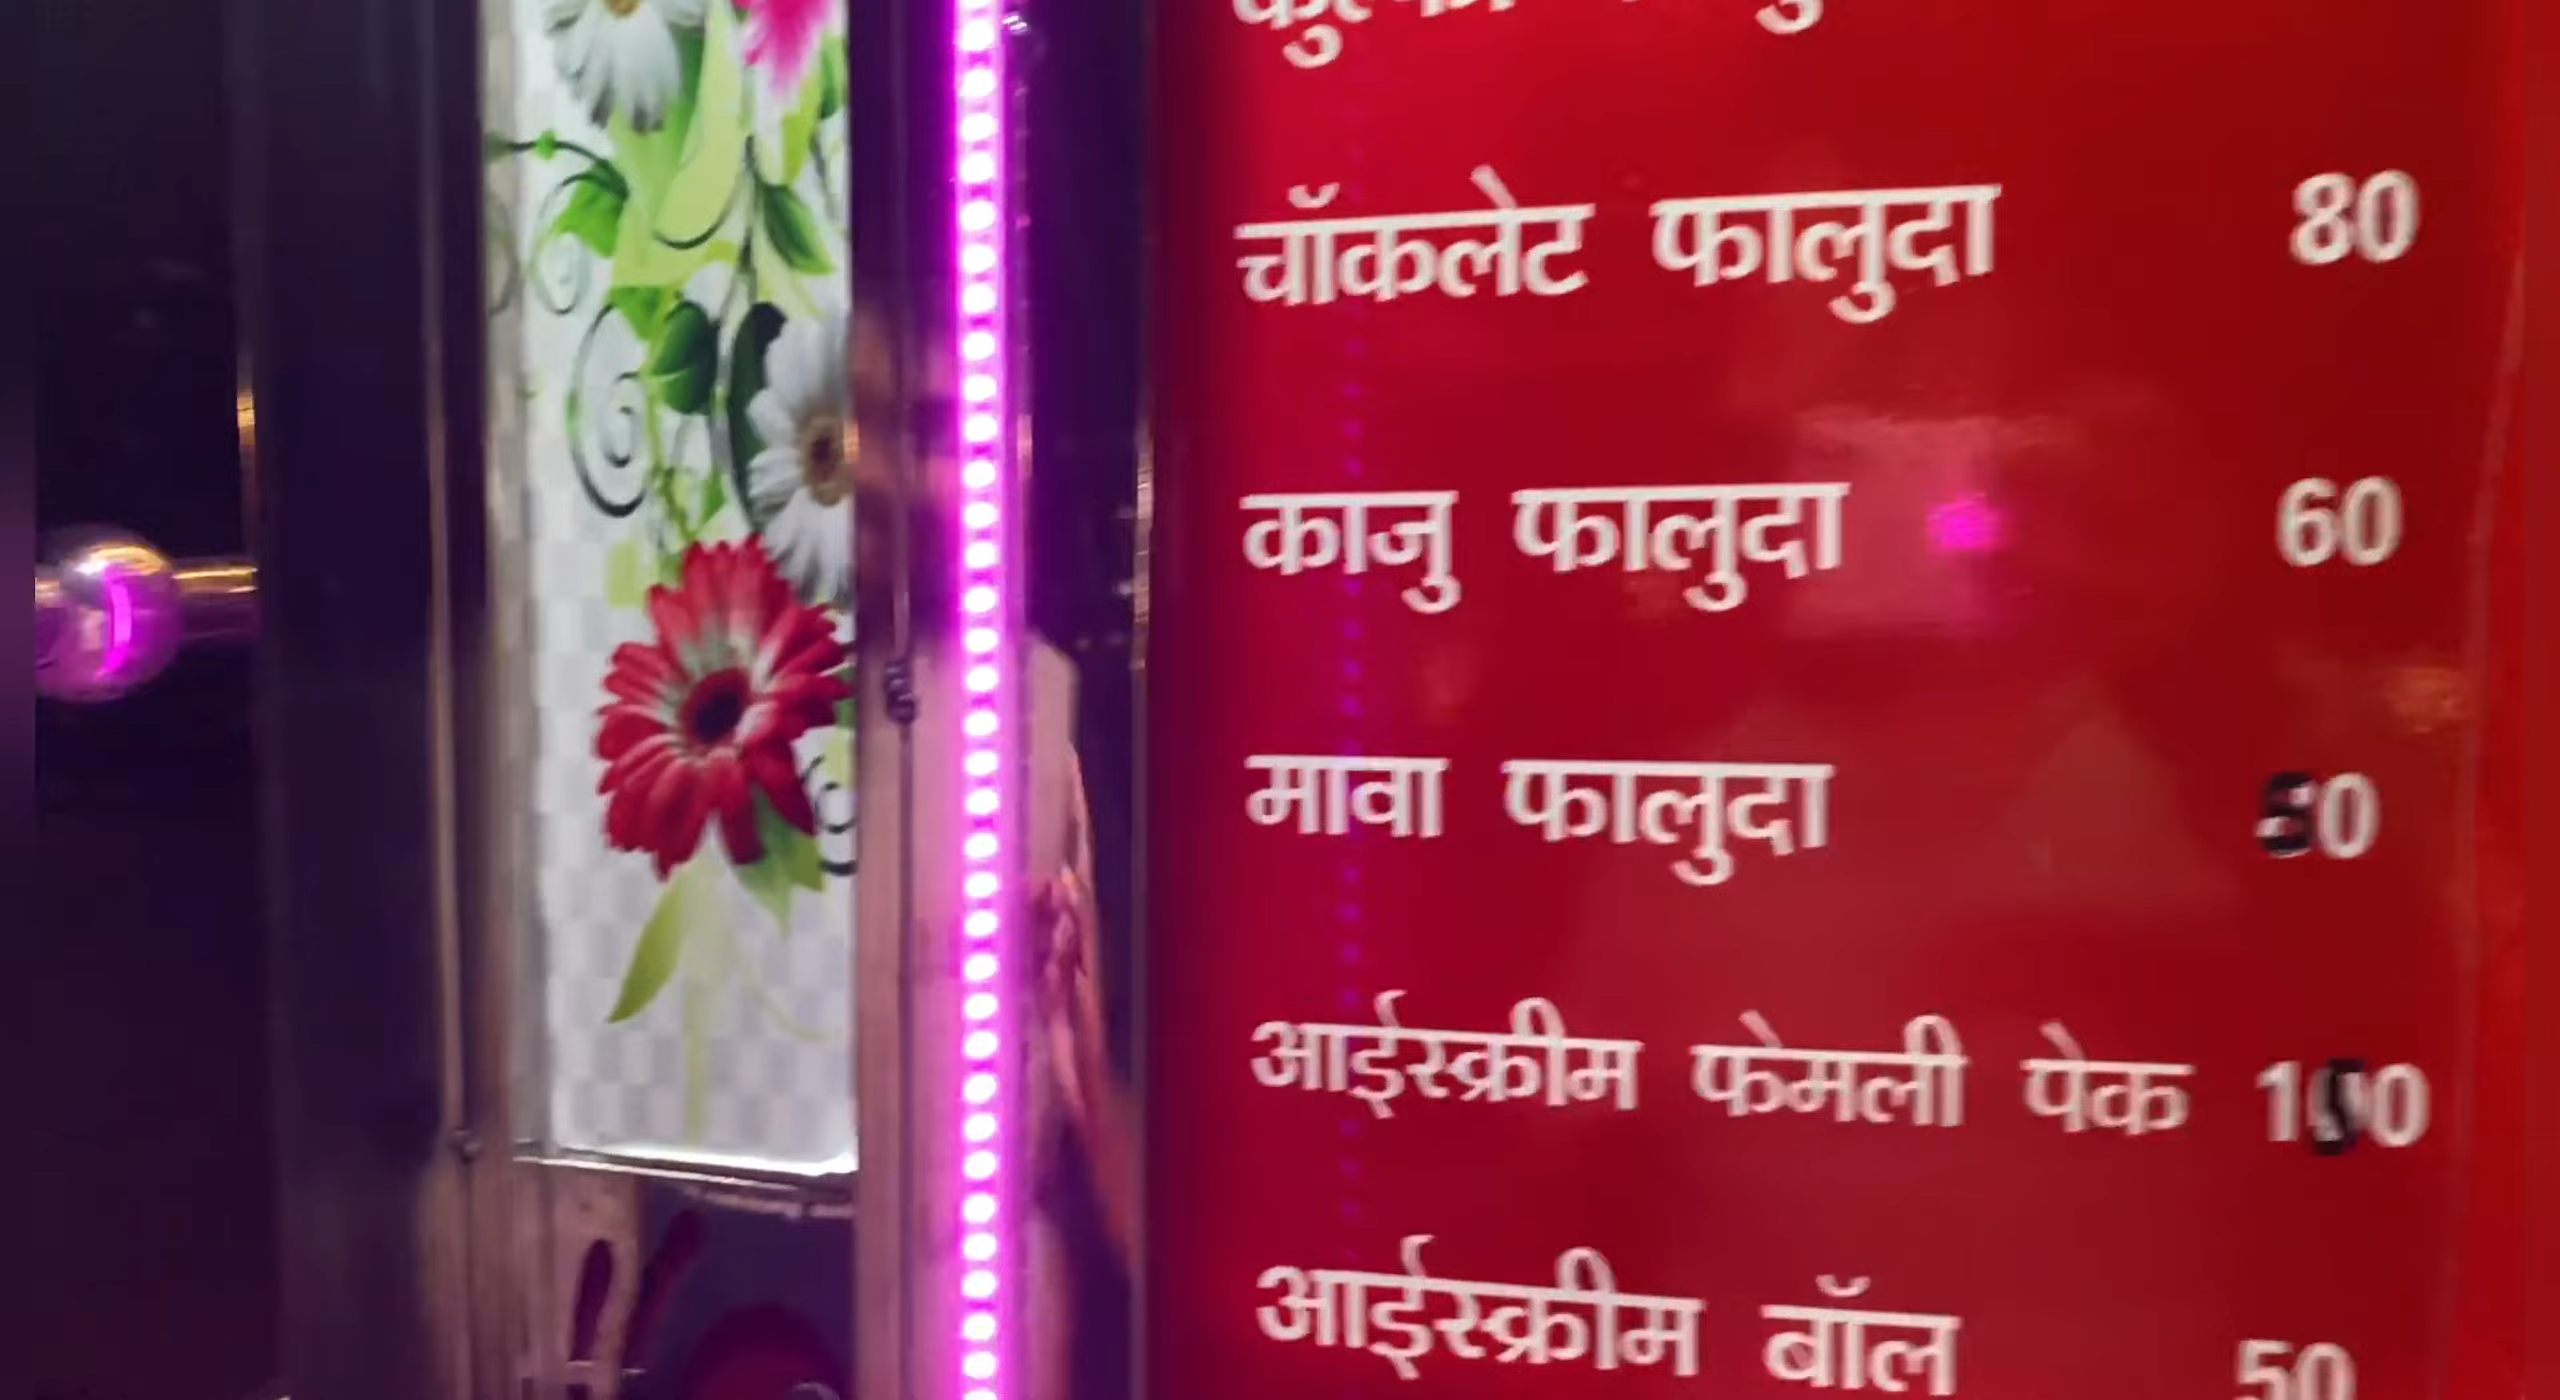 चॉकलेट फालुदा 80
काजु फालुदा 60
मावा फालुदा
आईस्क्रीम फेमली पेक
आईस्क्रीम बॉल 50